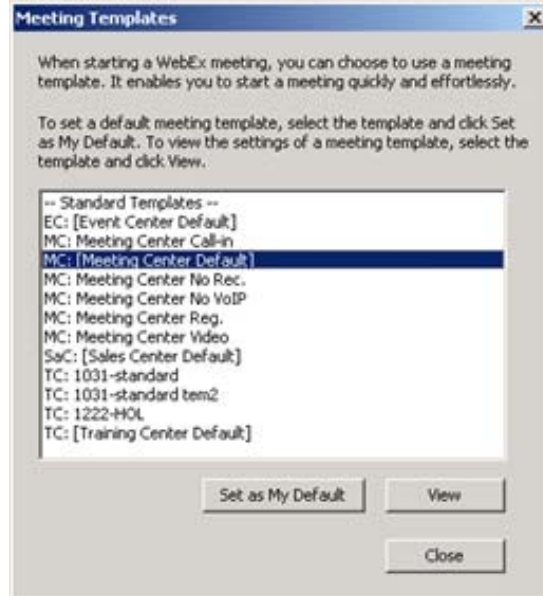 Meeting Templates
When starting a WebEx meeting, you can choose to use a meeting
template. It enables you to start a meeting quickly and effortlessly.
To set a default meeting template, select the template and click Set
as My Default. To view the settings of a meeting template, select the
template and click View.
-- Standard Templates --
EC: [Event Center Default]
MC: Meeting Center Call-in
MC: [Meeting Center Default]
MC: Meeting Center No Rec.
MC: Meeting Center No VoIP
MC: Meeting Center Reg.
MC: Meeting Center Video
SaC: [Sales Center Default]
TC: 1031-standard
TC: 1031-standard tem2
TC: 1222-HOL
TC: [Training Center Default]
Set as My Default
View
Close